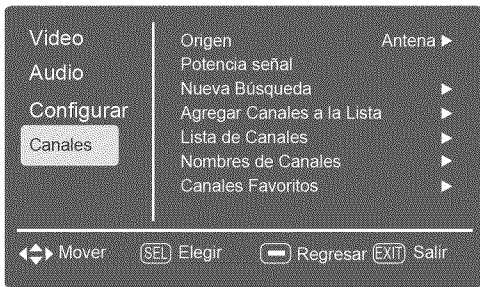 Video
Audio
Configurar
Canales
Origen Antena
Potencia señal
Nueva Búsqueda
Agregar Canales a la Lista
Lista de Canales
Nombres de Canales
Canales Favoritos
Mover SEL Elegir Regresar EXIT Salir